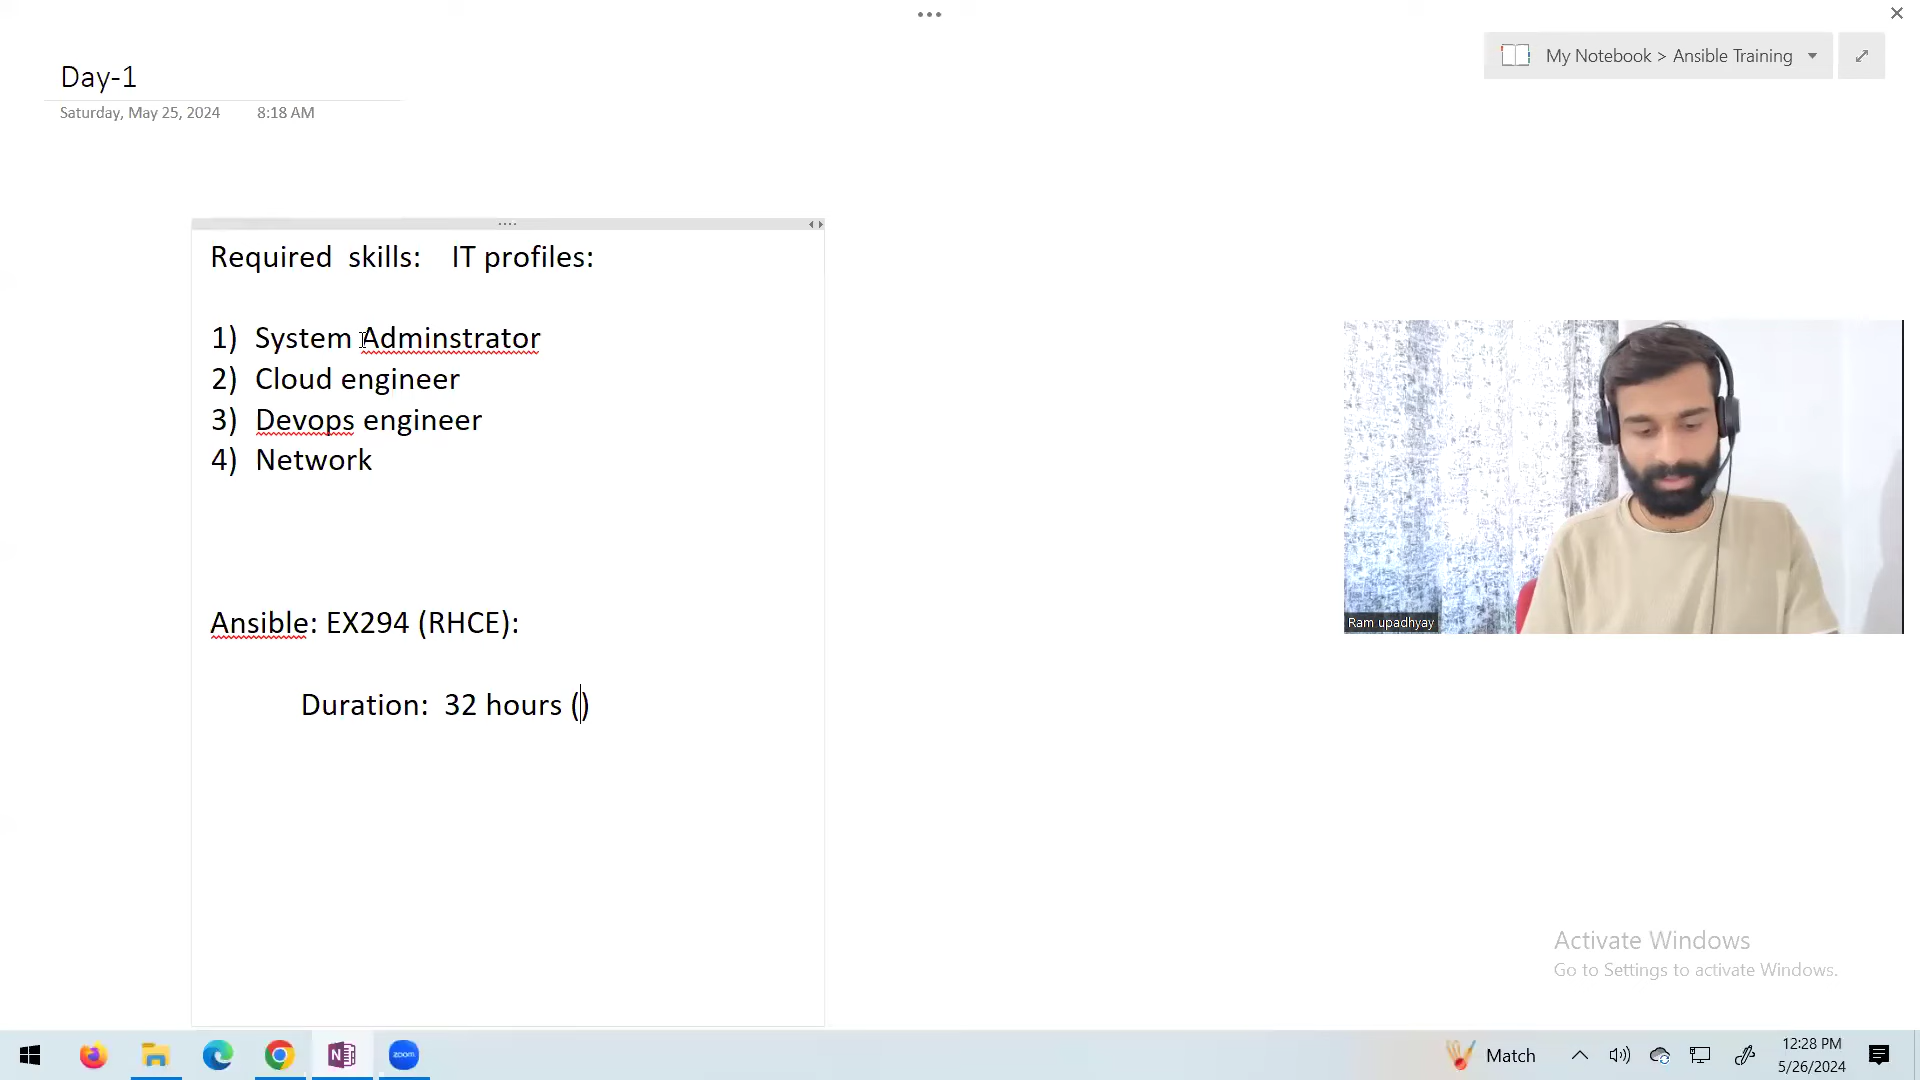 My Notebook > Ansible Training
Day-1
Saturday, May 25, 2024 8:18 AM
Required skills: IT profiles:
1) System Adminstrator
2) Cloud engineer
3) Devops engineer
4) Network
Ansible: EX294 (RHCE):
Duration: 32 hours ()
Ram upadhyay
Activate Windows
Go to Settings to activate Windows.
zoom
Match
12:28 PM
5/26/2024